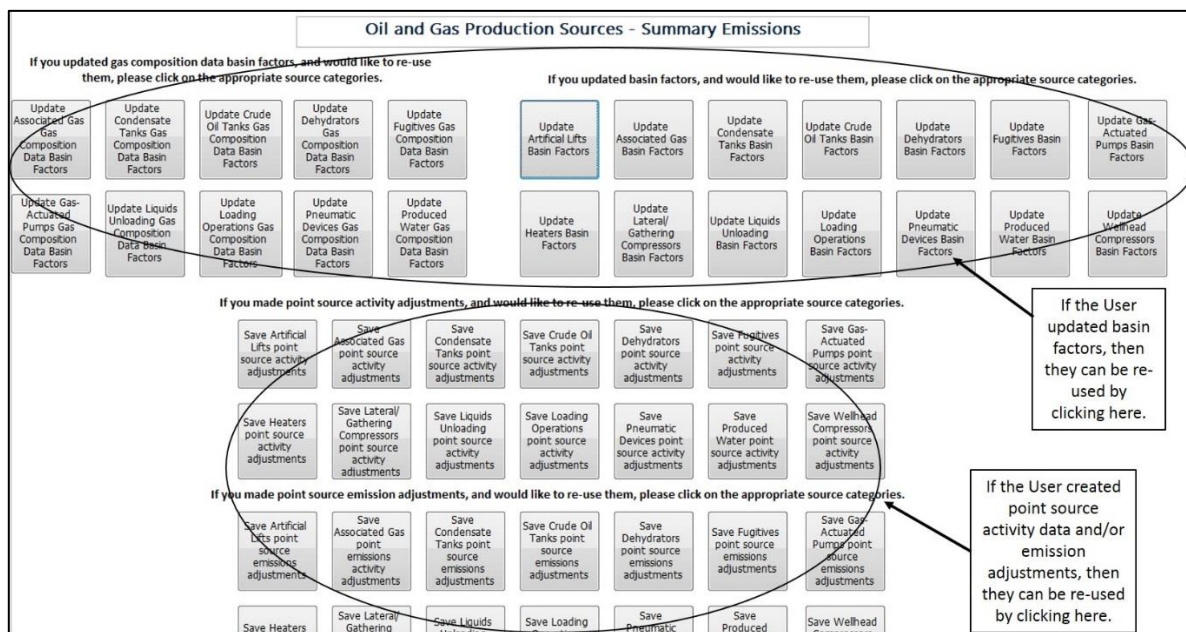 Oil and Gas Production Sources - Summary Emissions
If you updated gas composition data basin factors, and would like to re-use
them, please click on the appropriate source categories.
If you updated basin factors, and would like to re-use them, please click on the appropriate source categories.
Update
Associated Gas
Gas
Composition
Data Basin
Factors
Update
Condensate
Tanks Gas
Composition
Data Basin
Factors
Update Crude
Oil Tanks Gas
Composition
Data Basin
Factors
Update
Dehydrators
Gas
Composition
Data Basin
Factors
Update
Fugitives Gas
Composition
Data Basin
Factors
Update
Artificial Lifts
Basin Factors
Update
Associated Gas
Basin Factors
Update
Condensate
Tanks Basin
Factors
Update Crude
Oil Tanks Basin
Factors
Update
Dehydrators
Basin Factors
Update
Fugitives Basin
Factors
Update Gas-
Actuated
Pumps Basin
Factors
Update Gas-
Actuated
Pumps Gas
Composition
Data Basin
Factors
Update Liquids
Unloading Gas
Composition
Data Basin
Factors
Update
Loading
Operations Gas
Composition
Data Basin
Factors
Update
Pneumatic
Devices Gas
Composition
Data Basin
Factors
Update
Produced
Water Gas
Composition
Data Basin
Factors
Update
Heaters Basin
Factors
Update
Lateral/
Gathering
Compressors
Basin Factors
Update Liquids
Unloading
Basin Factors
Update
Loading
Operations
Basin Factors
Update
Pneumatic
Devices Basin
Factors
Update
Produced
Water Basin
Factors
Update
Wellhead
Compressors
Basin Factors
If the User
updated basin
factors, then
they can be re-
used by
clicking here.
If you made point source activity adjustments, and would like to re-use them, please click on the appropriate source categories.
Save Artificial
Lifts point
source activity
adjustments
Save
Associated Gas
point source
activity
adjustments
Save
Condensate
Tanks point
source activity
adjustments
Save Crude Oil
Tanks point
source activity
adjustments
Save
Dehydrators
point source
activity
adjustments
Save Fugitives
point source
activity
adjustments
Save Gas-
Actuated
Pumps point
source activity
adjustments
Save Heaters
point source
activity
adjustments
Save Lateral/
Gathering
Compressors
point source
activity
adjustments
Save Liquids
Unloading
point source
activity
adjustments
Save Loading
Operations
point source
activity
adjustments
Save
Pneumatic
Devices point
source activity
adjustments
Save
Produced
Water point
source activity
adjustments
Save Wellhead
Compressors
point source
activity
adjustments
If you made point source emission adjustments, and would like to re-use them, please click on the appropriate source categories.
If the User created
point source
activity data and/or
emission
adjustments, then
they can be re-used
by clicking here.
Save Artificial
Lifts point
source
emissions
adjustments
Save
Associated Gas
point
emissions
activity
adjustments
Save
Condensate
Tanks point
source
emissions
adjustments
Save Crude Oil
Tanks point
source
emissions
adjustments
Save
Dehydrators
point source
emissions
adjustments
Save Fugitives
point source
emissions
adjustments
Save Gas-
Actuated
Pumps point
source
emissions
adjustments
Save Heaters
Save Lateral/
Gathering
Save Liquids
Save Loading
Save
Pneumatic
Save
Produced
Save Wellhead